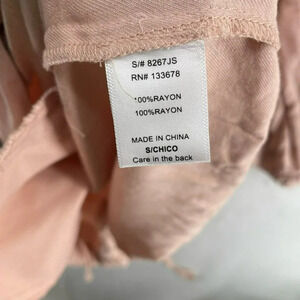 S/# 8267JS
RN# 133678
100%RAYON
100%RAYON
MADE IN CHINA
S/CHICO
Care in the back